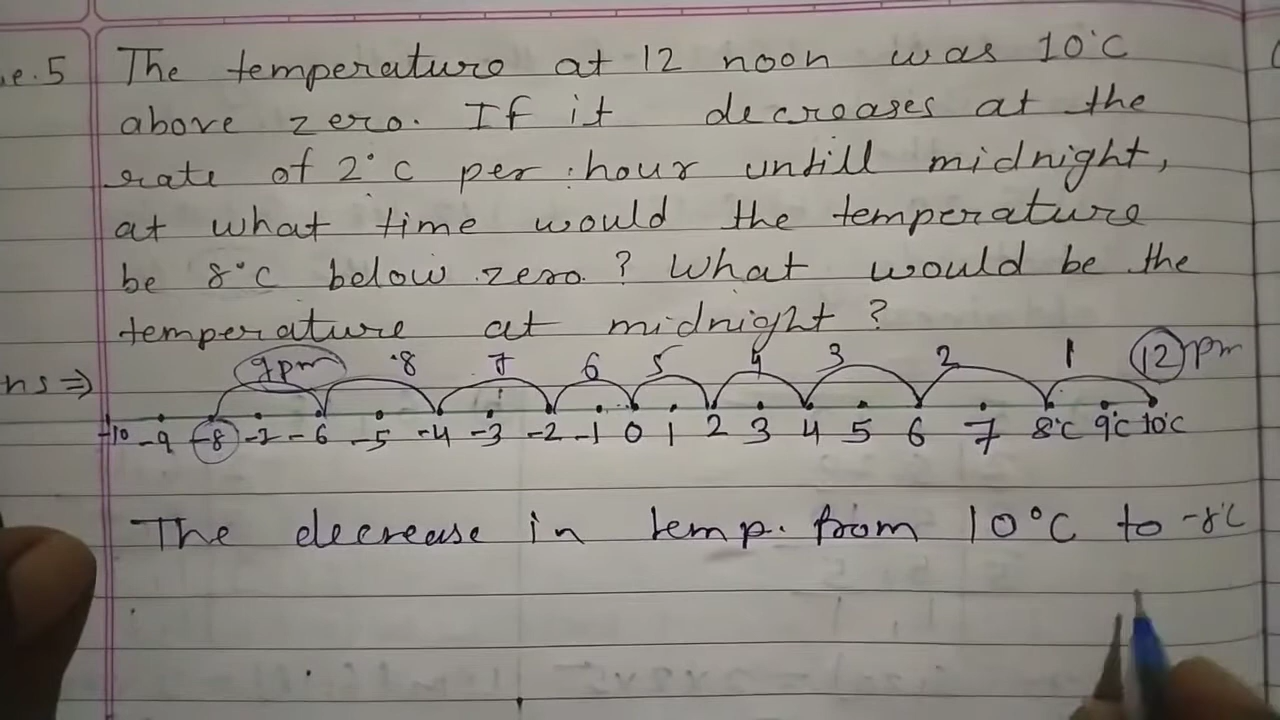 e.5 The temperature at 12 noon was 10°C
above zero. If it decreases at the
rate of 2°C per hour untill midnight,
at what time would the temperature
be 8°C below zero? What would be the
temperature at midnight?
ns ⇒ 9pm 8 7 6 5 4 3 2 1 12 pm
-10 -9 -8 -7 -6 -5 -4 -3 -2 -1 0 1 2 3 4 5 6 7 8°C 9°C 10°C
The decrease in temp. from 10°C to -8°C